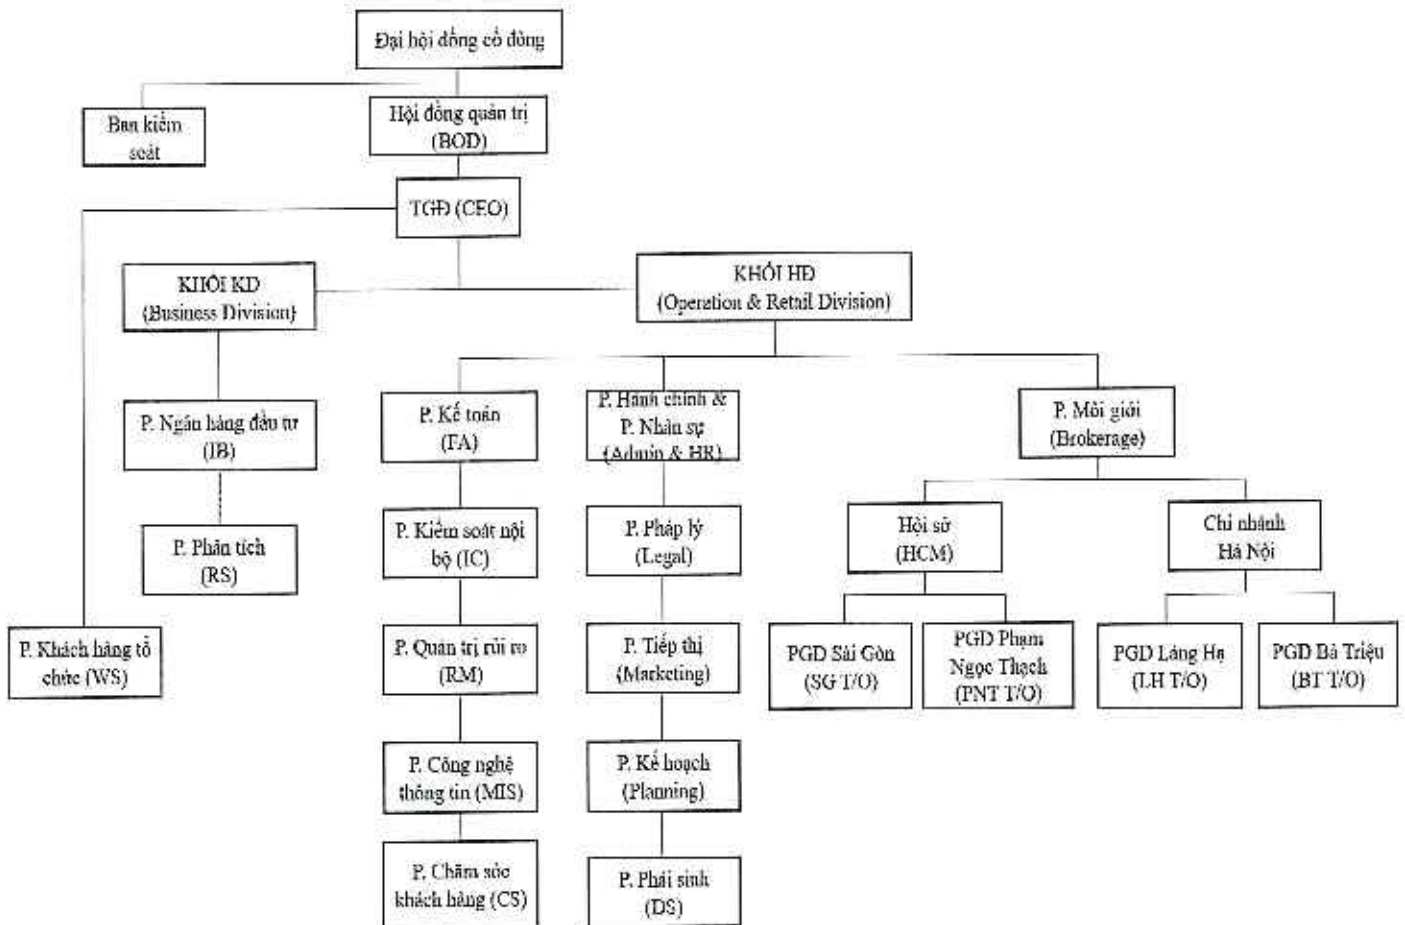 Đại hội đồng cổ đông
Ban kiểm
soát
Hội đồng quản trị
(BOD)
TGĐ (CEO)
KHỐI KD
(Business Division)
KHỐI HĐ
(Operation & Retail Division)
P. Ngân hàng đầu tư
(IB)
P. Phân tích
(RS)
P. Khách hàng tổ
chức (WS)
P. Kế toán
(FA)
P. Kiểm soát nội
bộ (IC)
P. Quản trị rủi ro
(RM)
P. Công nghệ
thông tin (MIS)
P. Chăm sóc
khách hàng (CS)
P. Hành chính &
P. Nhân sự
(Admin & HR)
P. Pháp lý
(Legal)
P. Tiếp thị
(Marketing)
P. Kế hoạch
(Planning)
P. Phái sinh
(DS)
P. Môi giới
(Brokerage)
Hội sở
(HCM)
Chi nhánh
Hà Nội
PGD Sài Gòn
(SG T/O)
PGD Phạm
Ngọc Thạch
(PNT T/O)
PGD Láng Hạ
(LH T/O)
PGD Bà Triệu
(BT T/O)